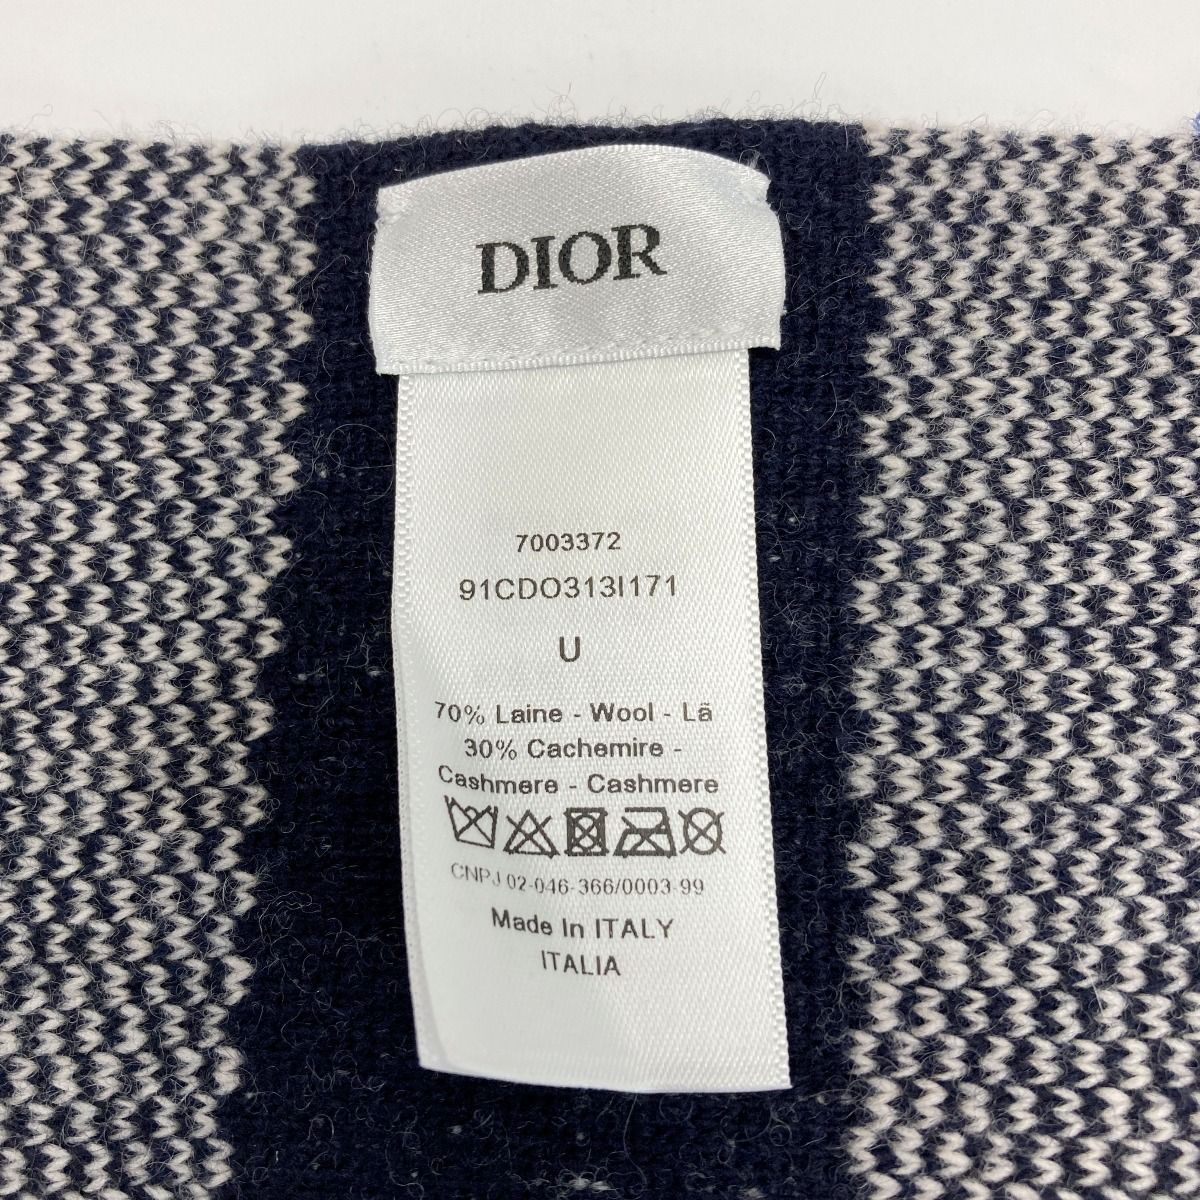 DIOR
7003372
91CDO313I171
U
70% Laine - Wool - Lä
30% Cachemire -
Cashmere - Cashmere
CNPJ 02-046-366/0003-99
Made In ITALY
ITALIA